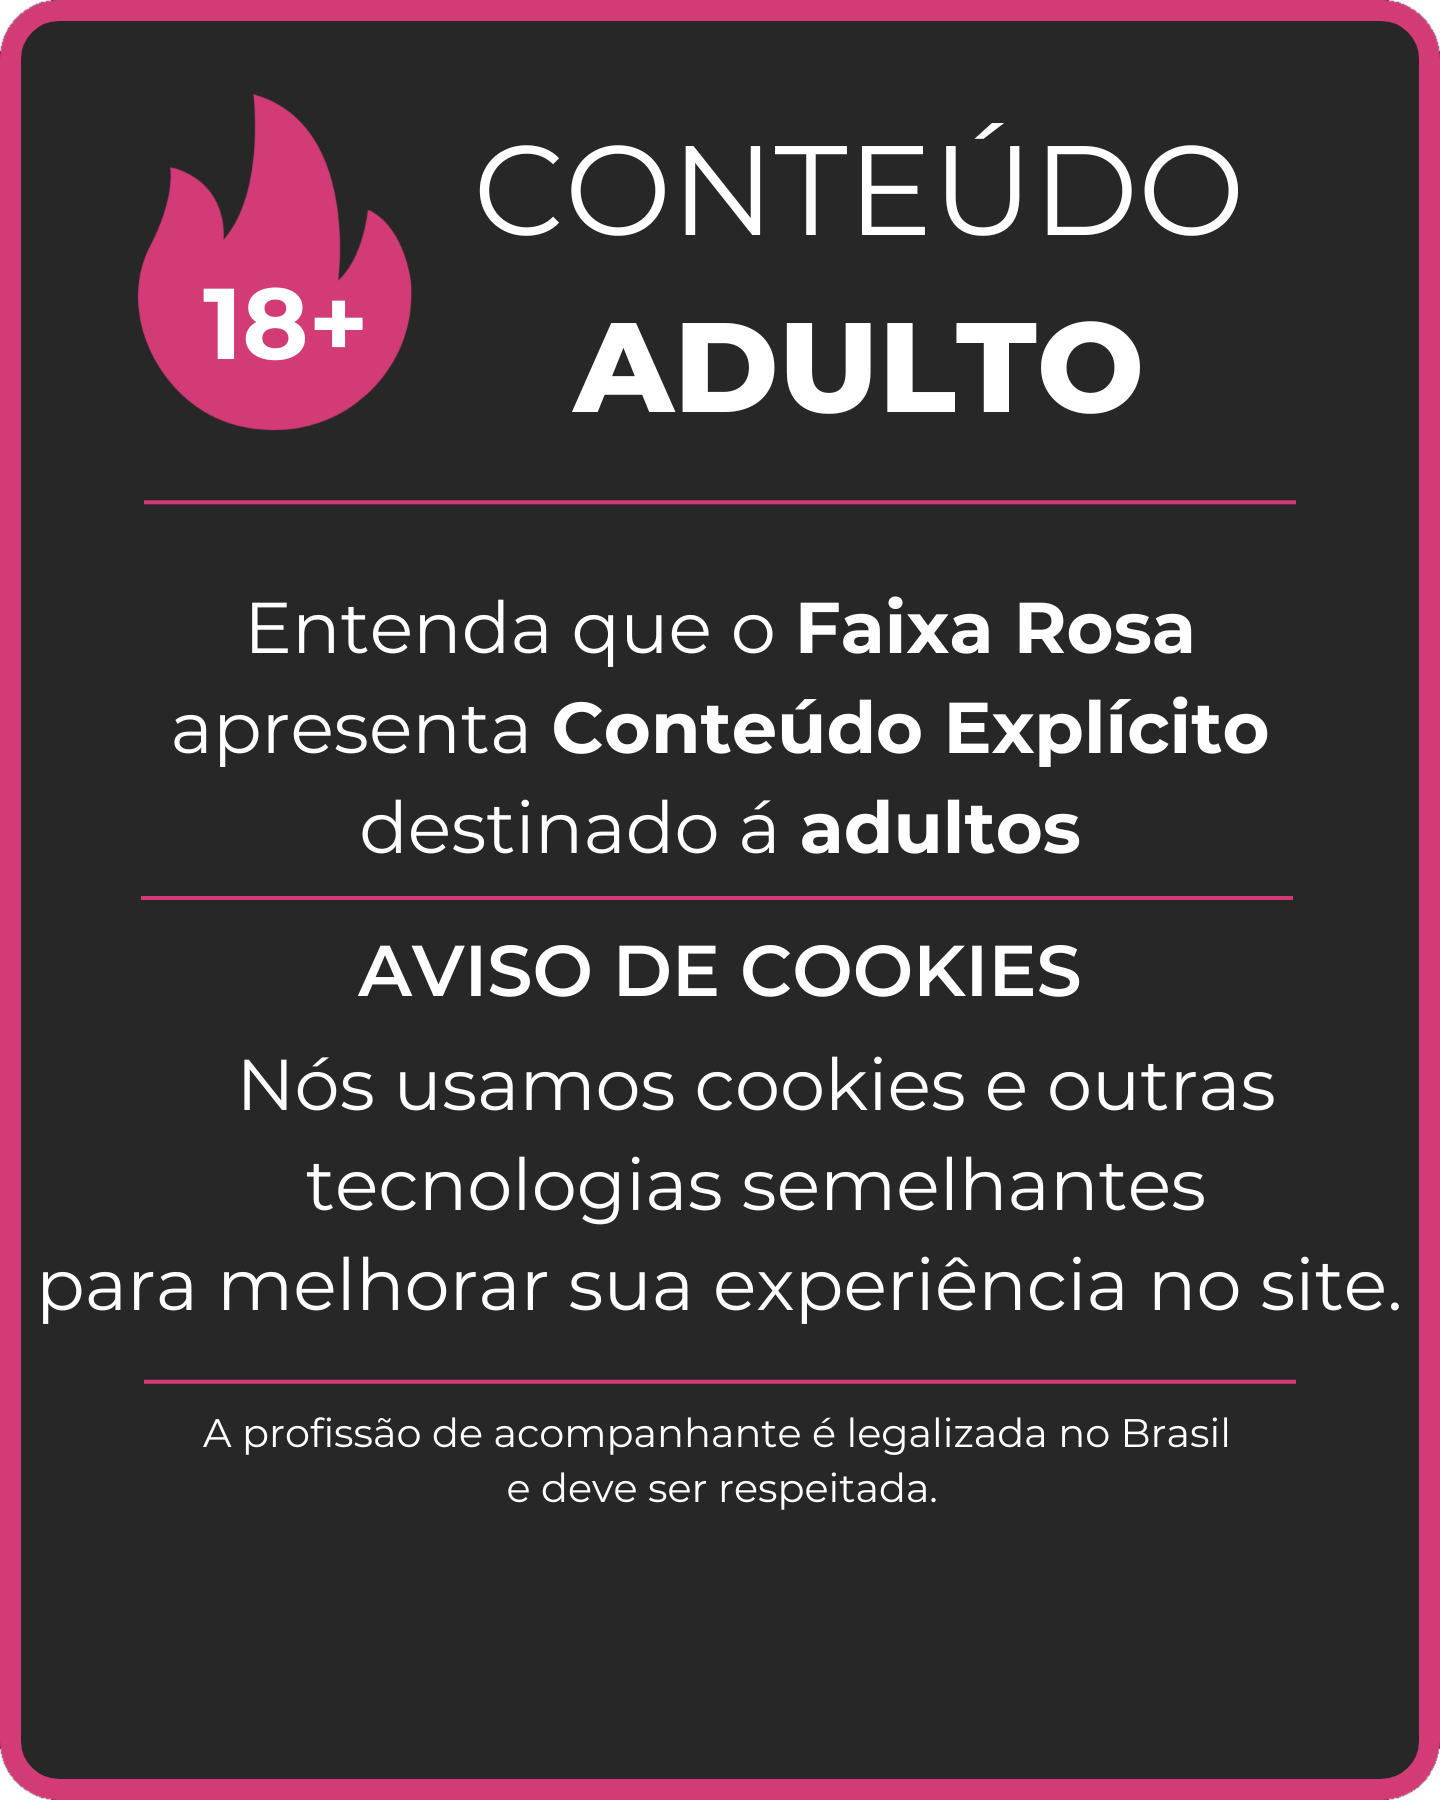 18+
CONTEÚDO
ADULTO
Entenda que o Faixa Rosa
apresenta Conteúdo Explícito
destinado á adultos
AVISO DE COOKIES
Nós usamos cookies e outras
tecnologias semelhantes
para melhorar sua experiência no site.
A profissão de acompanhante é legalizada no Brasil
e deve ser respeitada.